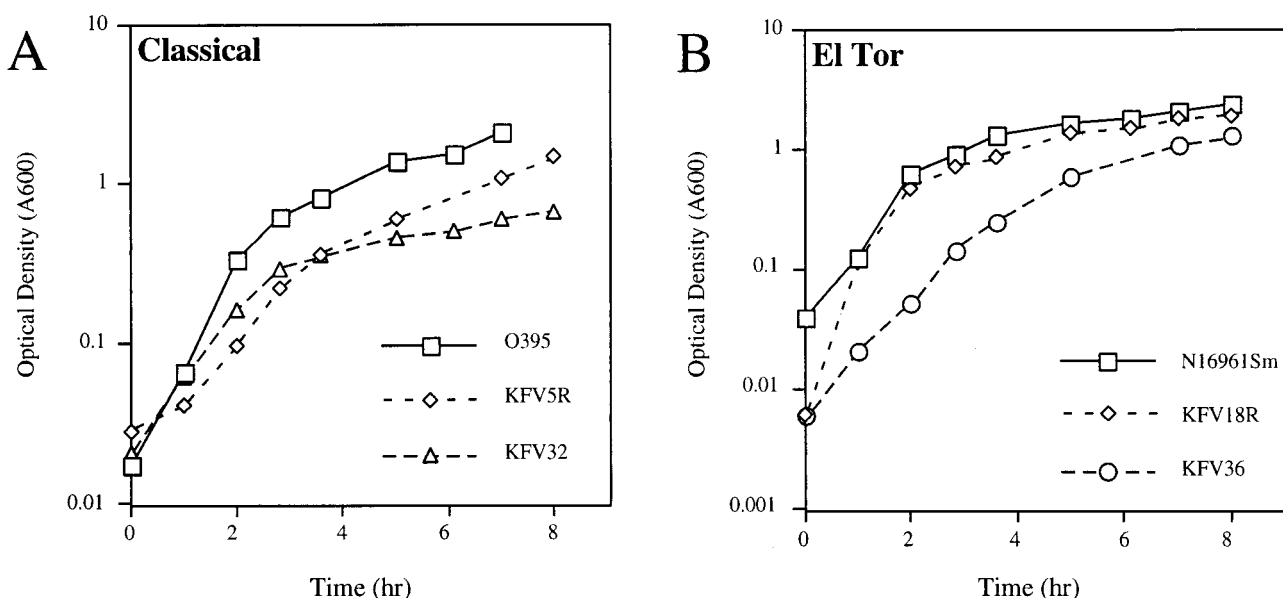 A
Classical
Optical Density (A600)
10
1
0.1
0.01
0
2
4
6
8
Time (hr)
O395
KFV5R
KFV32
B
El Tor
Optical Density (A600)
10
1
0.1
0.01
0.001
0
2
4
6
8
Time (hr)
N16961Sm
KFV18R
KFV36